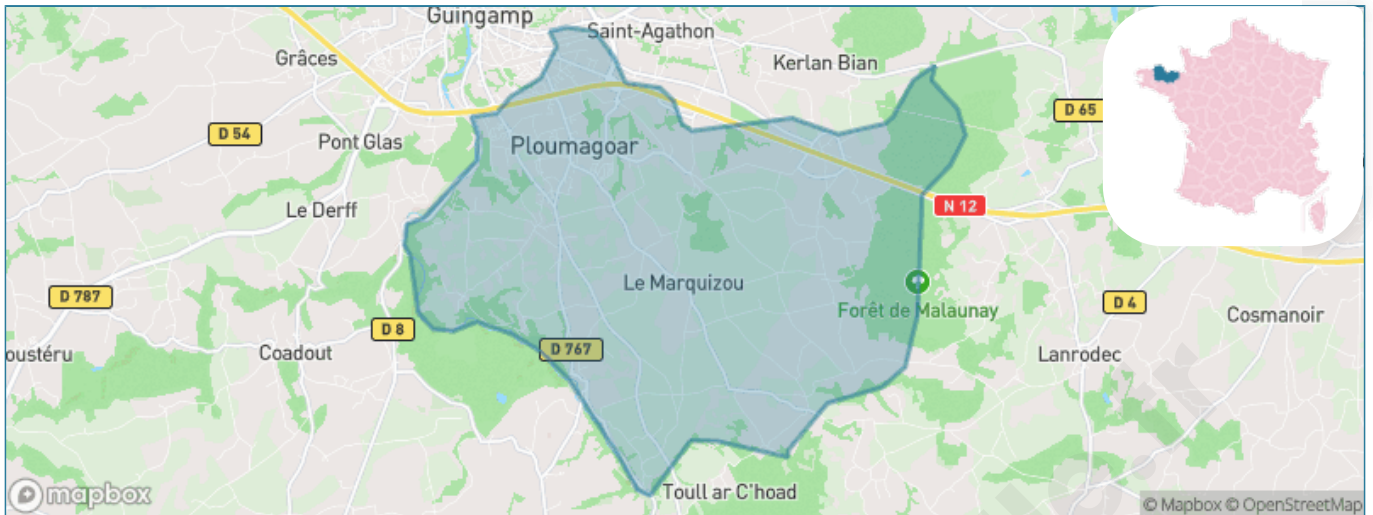 Guingamp
Saint-Agathon
Grâces
Kerlan Bian
D 65
D 54
Pont Glas
Ploumagoar
Le Derff
N 12
Le Marquizou
D 787
Forêt de Malaunay
D 4
Cosmanoir
D 8
oustéru
Coadout
D 767
Lanrodec
Toull ar C'hoad
mapbox
© Mapbox © OpenStreetMap